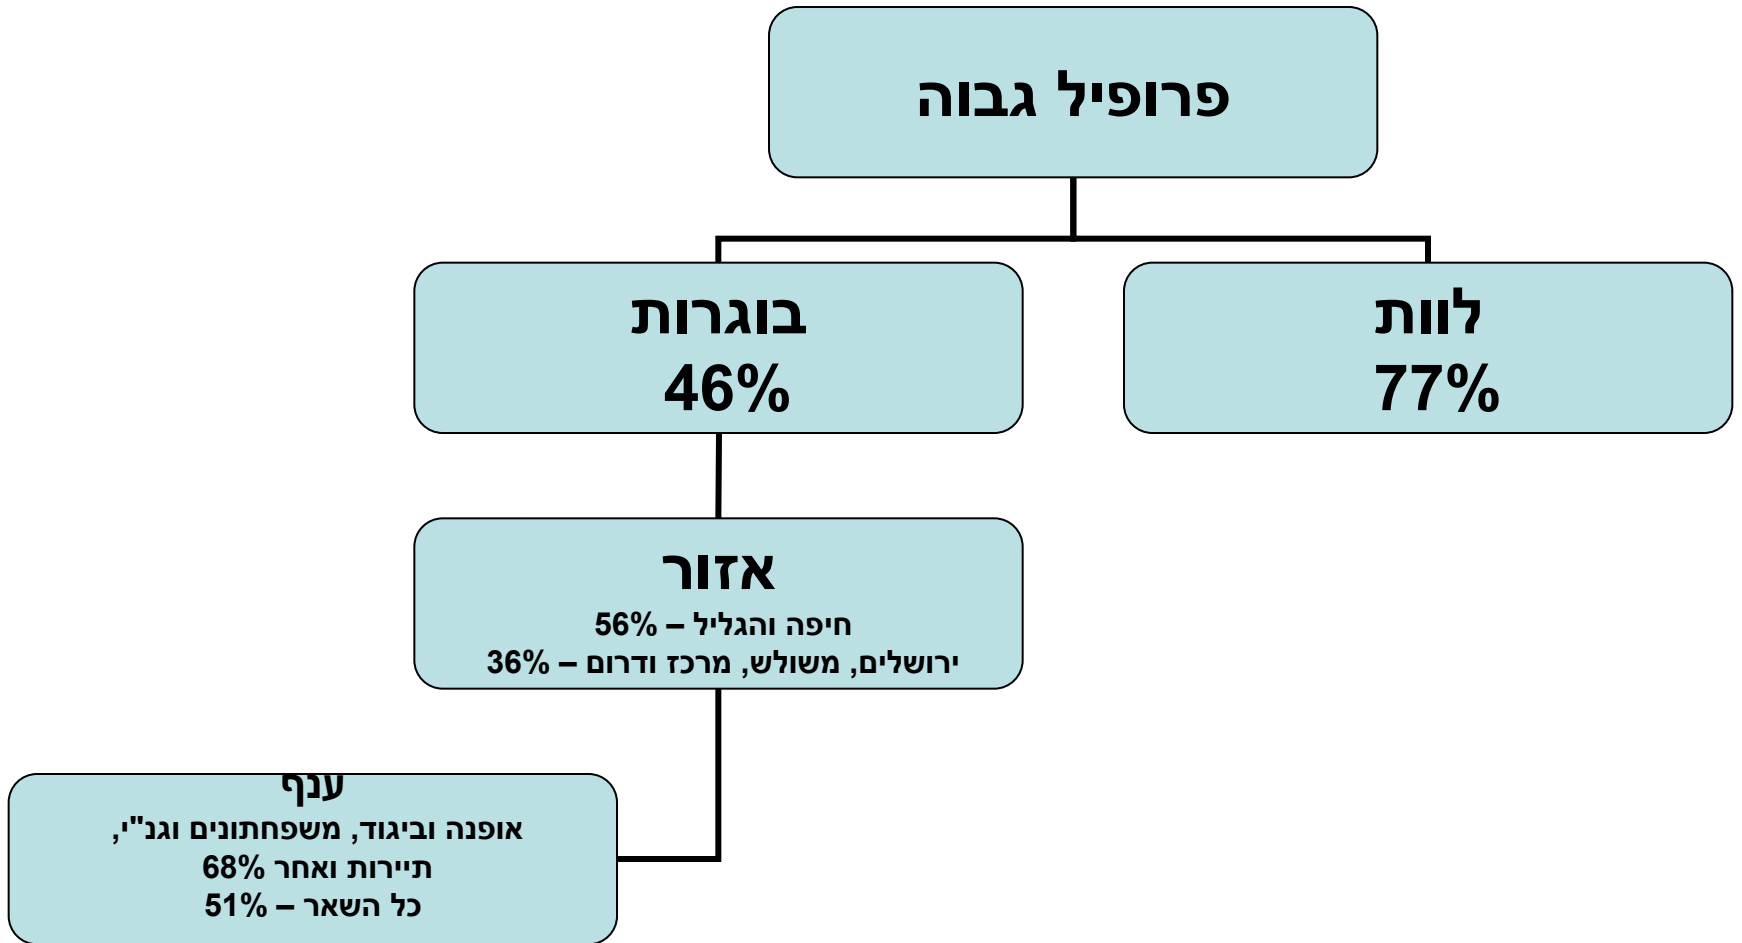 פרופיל גבוה
לוות
77%
בוגרות
46%
אזור
חיפה והגליל – 56%
ירושלים, משולש, מרכז ודרום – 36%
ענף
אופנה וביגוד, משפחתונים וגנ"י,
תיירות ואחר 68%
כל השאר – 51%